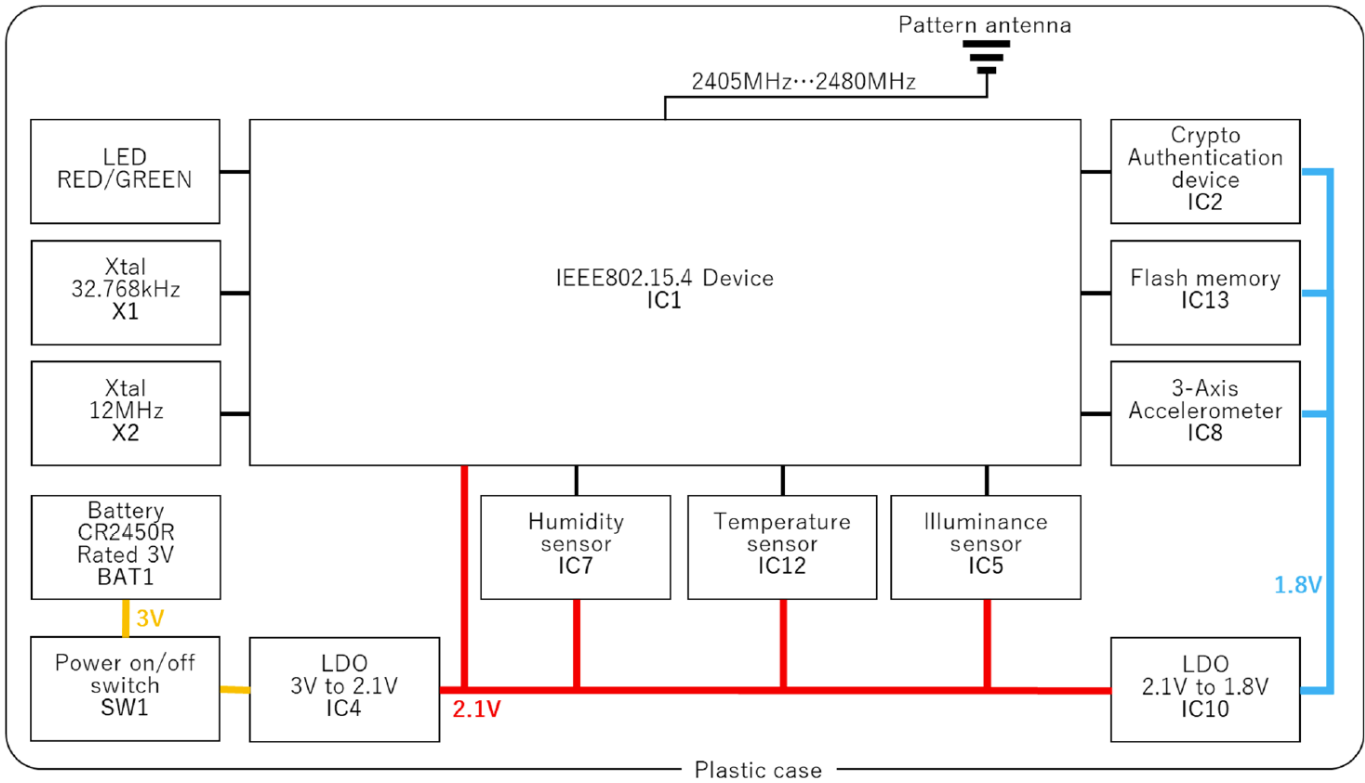 Pattern antenna
2405MHz…2480MHz
LED
RED/GREEN
Xtal
32.768kHz
X1
Xtal
12MHz
X2
IEEE802.15.4 Device
IC1
Crypto
Authentication
device
IC2
Flash memory
IC13
3-Axis
Accelerometer
IC8
Battery
CR2450R
Rated 3V
BAT1
3V
Power on/off
switch
SW1
LDO
3V to 2.1V
IC4
2.1V
Humidity
sensor
IC7
Temperature
sensor
IC12
Illuminance
sensor
IC5
1.8V
LDO
2.1V to 1.8V
IC10
Plastic case